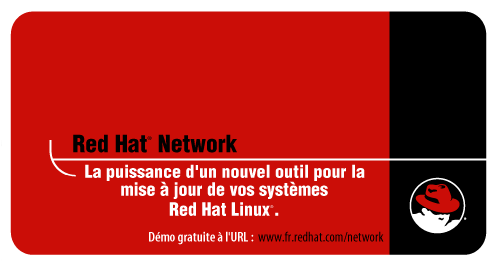 Red Hat® Network
La puissance d'un nouvel outil pour la
mise à jour de vos systèmes
Red Hat Linux®.
Démo gratuite à l'URL : www.fr.redhat.com/network